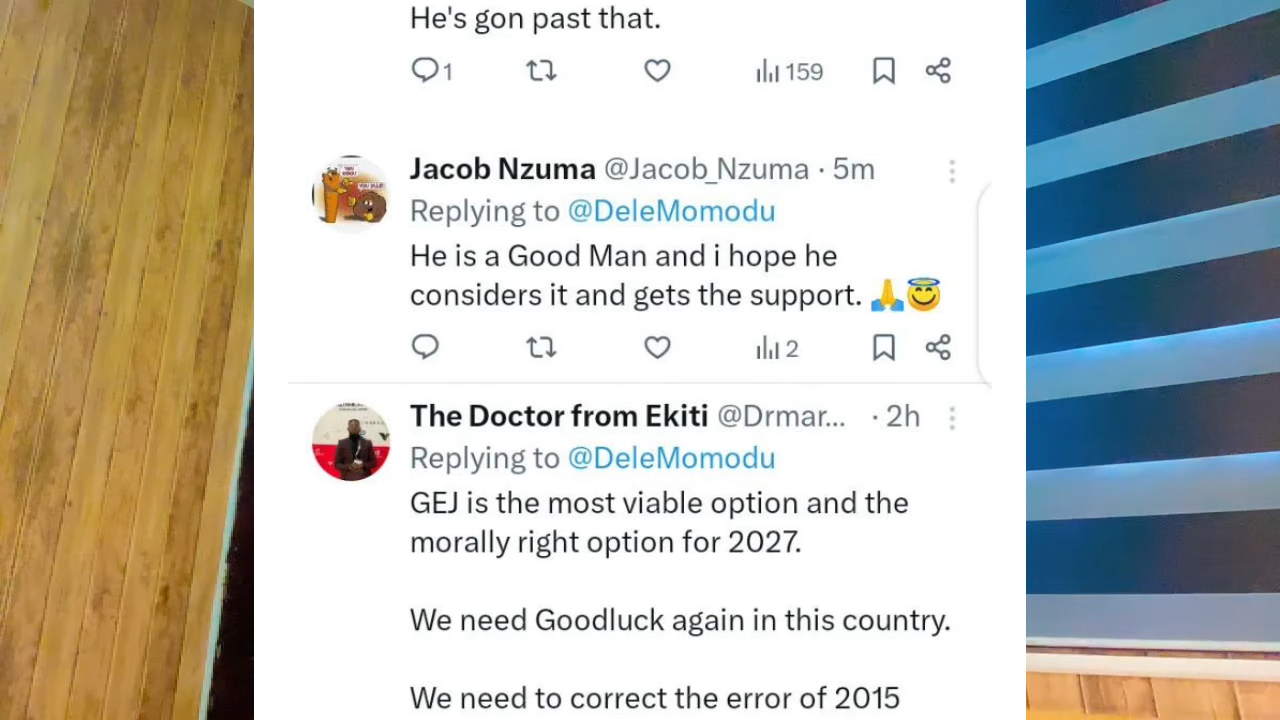 He's gon past that.
1 159
Jacob Nzuma @Jacob_Nzuma · 5m
Replying to @DeleMomodu
He is a Good Man and i hope he
considers it and gets the support. 🙏😇
2
The Doctor from Ekiti @Drmar... · 2h
Replying to @DeleMomodu
GEJ is the most viable option and the
morally right option for 2027.
We need Goodluck again in this country.
We need to correct the error of 2015